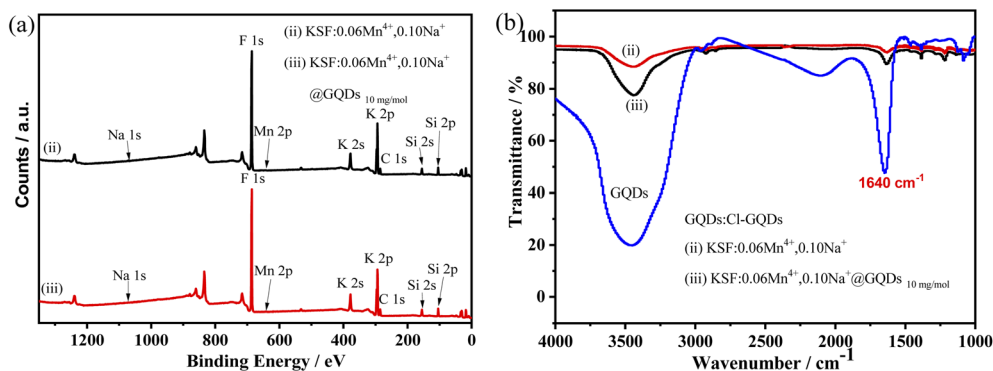 (a)
(ii) KSF:0.06Mn⁴⁺,0.10Na⁺
(iii) KSF:0.06Mn⁴⁺,0.10Na⁺
@GQDs 10 mg/mol
F 1s
K 2p
Na 1s
Mn 2p
Si 2p
K 2s
Si 2s
C 1s
(ii)
F 1s
Na 1s
Mn 2p
K 2p
Si 2p
K 2s
Si 2s
C 1s
(iii)
Counts / a.u.
1200 1000 800 600 400 200 0
Binding Energy / eV
(b)
100
80
60
40
20
0
Transmittance / %
(ii)
(iii)
GQDs
1640 cm⁻¹
GQDs:Cl-GQDs
(ii) KSF:0.06Mn⁴⁺,0.10Na⁺
(iii) KSF:0.06Mn⁴⁺,0.10Na⁺@GQDs 10 mg/mol
4000 3500 3000 2500 2000 1500 1000
Wavenumber / cm⁻¹